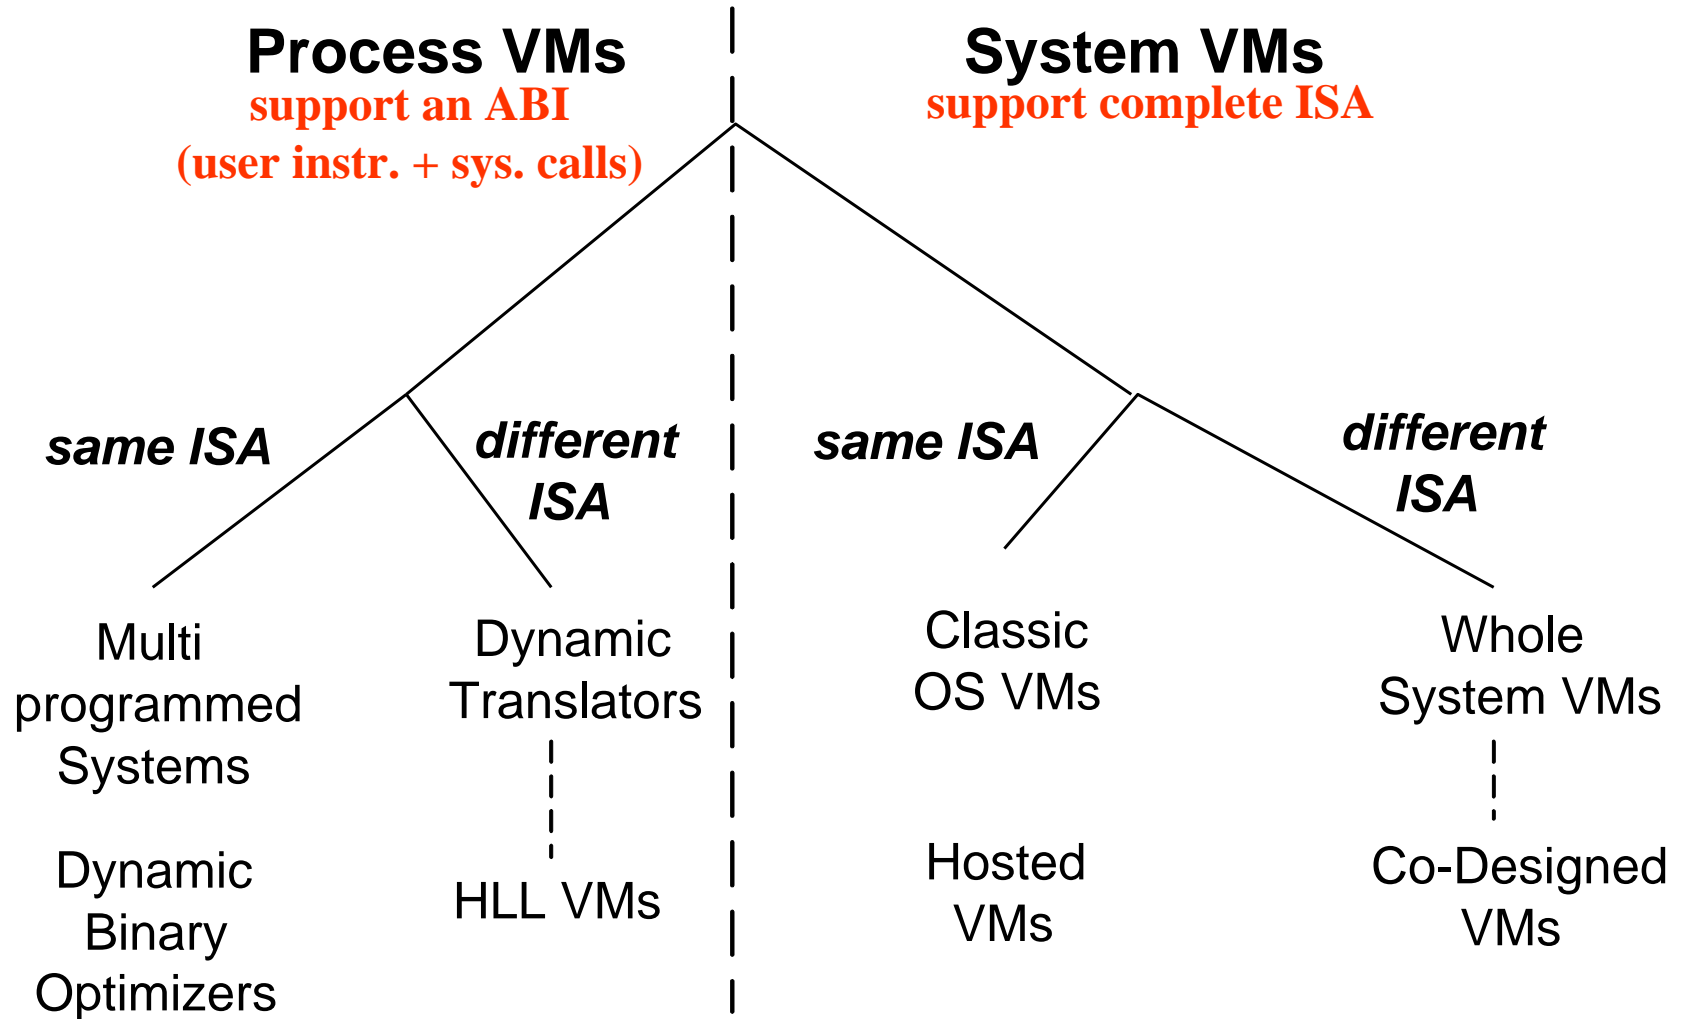 Process VMs
support an ABI
(user instr. + sys. calls)
System VMs
support complete ISA
same ISA
different
ISA
same ISA
different
ISA
Multi
programmed
Systems
Dynamic
Binary
Optimizers
Dynamic
Translators
HLL VMs
Classic
OS VMs
Hosted
VMs
Whole
System VMs
Co-Designed
VMs